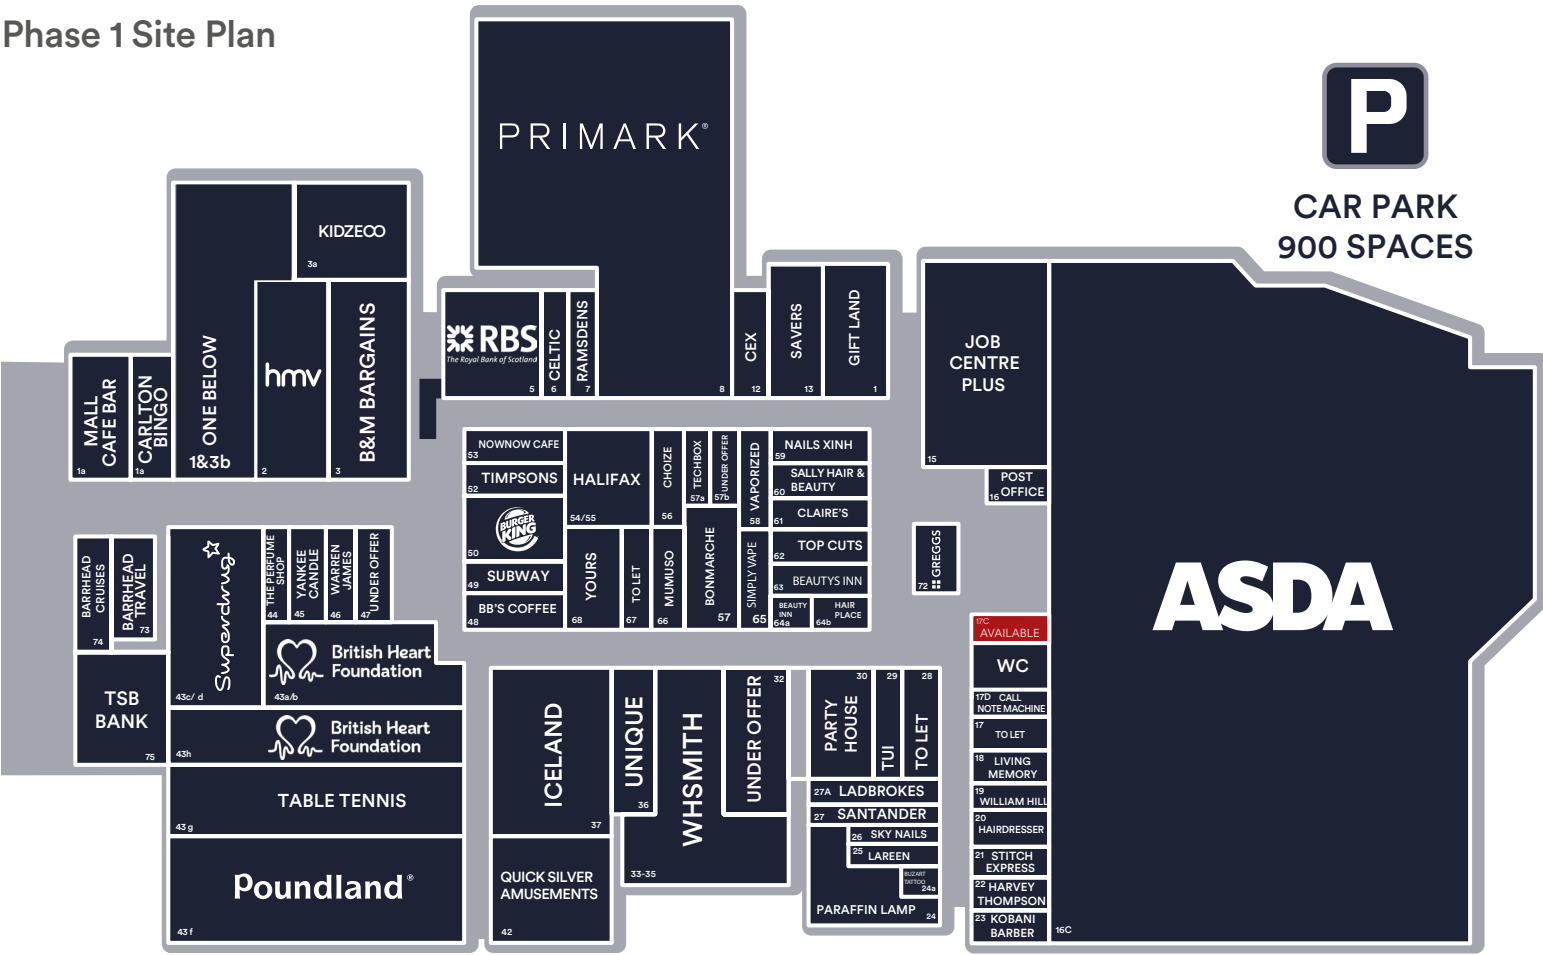 Phase 1 Site Plan
PRIMARK®
P
CAR PARK
900 SPACES
KIDZECO
3a
ONE BELOW
1&3b
hmv
2
B&M BARGAINS
3
MALL
CAFE BAR
1a
CARLTON
BINGO
1a
RBS
The Royal Bank of Scotland
5
CELTIC
6
RAMSDENS
7
8
CEX
12
SAVERS
13
GIFT LAND
1
JOB
CENTRE
PLUS
15
POST
OFFICE
16
ASDA
16C
NOWNOW CAFE
53
TIMPSONS
52
BURGER
KING
50
SUBWAY
49
BB'S COFFEE
48
HALIFAX
54/55
CHOIZE
56
TECHBOX
57a
UNDER OFFER
57b
VAPORIZED
58
NAILS XINH
59
SALLY HAIR &
BEAUTY
60
CLAIRE'S
61
TOP CUTS
62
BEAUTYS INN
63
BEAUTY
INN
64a
HAIR
PLACE
64b
YOURS
68
TO LET
67
MUMUSO
66
BONMARCHE
57
SIMPLY VAPE
65
GREGGS
72
BARRHEAD
CRUISES
74
BARRHEAD
TRAVEL
73
TSB
BANK
75
Superdrug
43c/ d
THE PERFUME
SHOP
44
YANKEE
CANDLE
45
WARREN
JAMES
46
UNDER OFFER
47
British Heart
Foundation
43a/b
British Heart
Foundation
43h
TABLE TENNIS
43 g
Poundland®
43 f
ICELAND
37
UNIQUE
36
WHSMITH
33-35
UNDER OFFER
32
QUICK SILVER
AMUSEMENTS
42
PARTY
HOUSE
30
TUI
29
TO LET
28
27A LADBROKES
27 SANTANDER
26 SKY NAILS
25 LAREEN
BUZART
TATTOO
24a
PARAFFIN LAMP
24
17C
AVAILABLE
WC
17D CALL
NOTE MACHINE
17
TO LET
18 LIVING
MEMORY
19
WILLIAM HILL
20
HAIRDRESSER
21 STITCH
EXPRESS
22 HARVEY
THOMPSON
23 KOBANI
BARBER